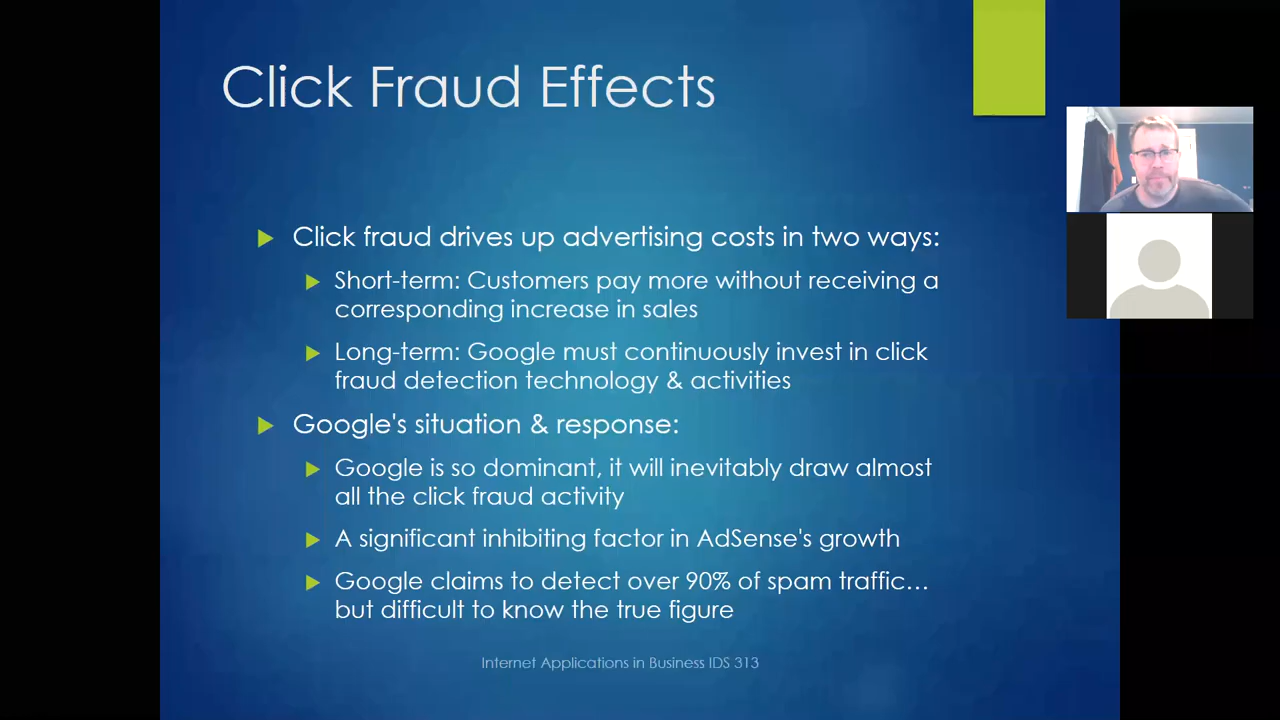 Click Fraud Effects
Click fraud drives up advertising costs in two ways:
Short-term: Customers pay more without receiving a
corresponding increase in sales
Long-term: Google must continuously invest in click
fraud detection technology & activities
Google's situation & response:
Google is so dominant, it will inevitably draw almost
all the click fraud activity
A significant inhibiting factor in AdSense's growth
Google claims to detect over 90% of spam traffic…
but difficult to know the true figure
Internet Applications in Business IDS 313